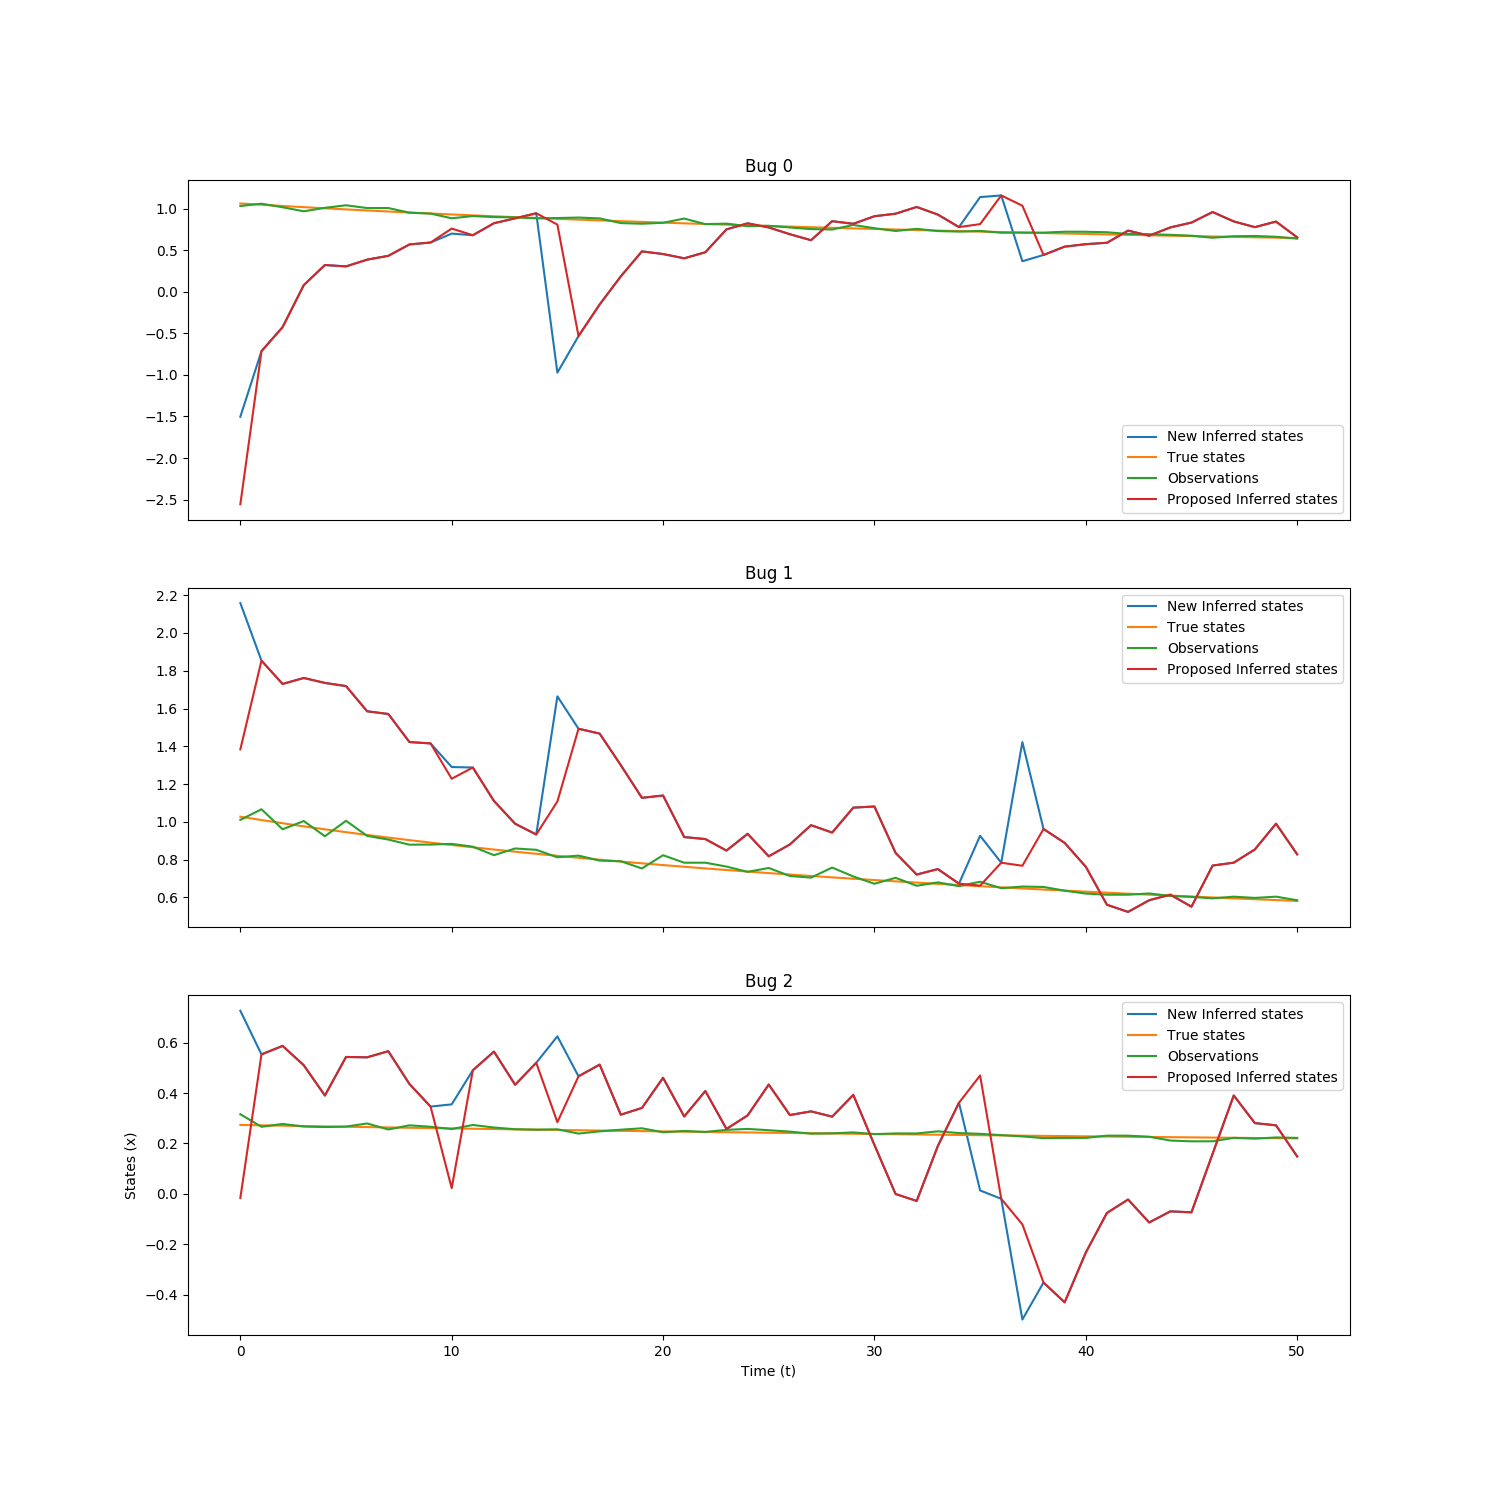 Bug 0
1.0
0.5
0.0
−0.5
−1.0
−1.5
−2.0
−2.5
New Inferred states
True states
Observations
Proposed Inferred states
Bug 1
2.2
2.0
1.8
1.6
1.4
1.2
1.0
0.8
0.6
New Inferred states
True states
Observations
Proposed Inferred states
Bug 2
States (x)
0.6
0.4
0.2
0.0
−0.2
−0.4
New Inferred states
True states
Observations
Proposed Inferred states
0 10 20 30 40 50
Time (t)